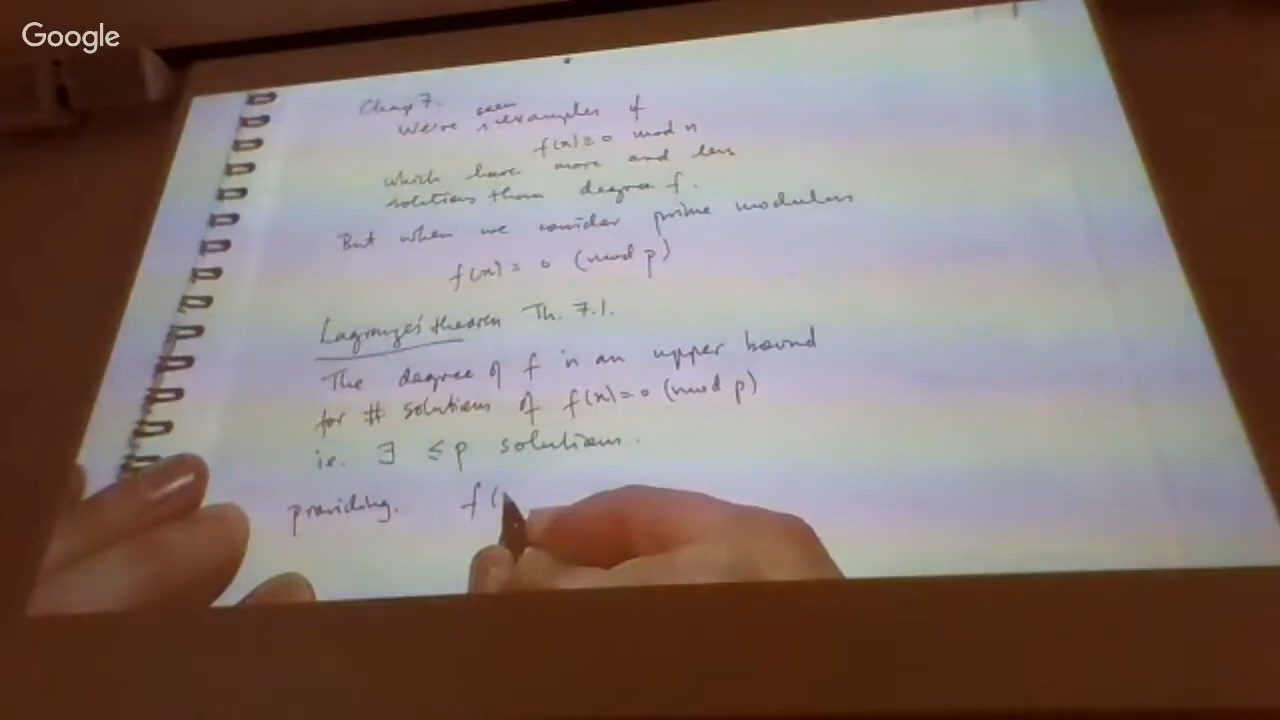 Google
Chap 7.
seen
We've examples of
f(x)≡0 mod n
which have more and less
solutions than degree f.
But when we consider prime modulus
f(x) = 0 (mod p)
Lagrange's theorem Th. 7.1.
The degree of f is an upper bound
for # solutions of f(x)=0 (mod p)
ie. ∃ ≤p solutions.
providing. f(